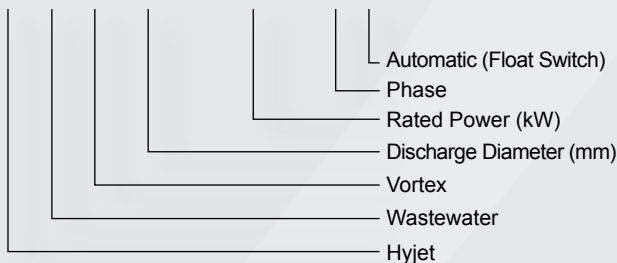 Automatic (Float Switch)
Phase
Rated Power (kW)
Discharge Diameter (mm)
Vortex
Wastewater
Hyjet